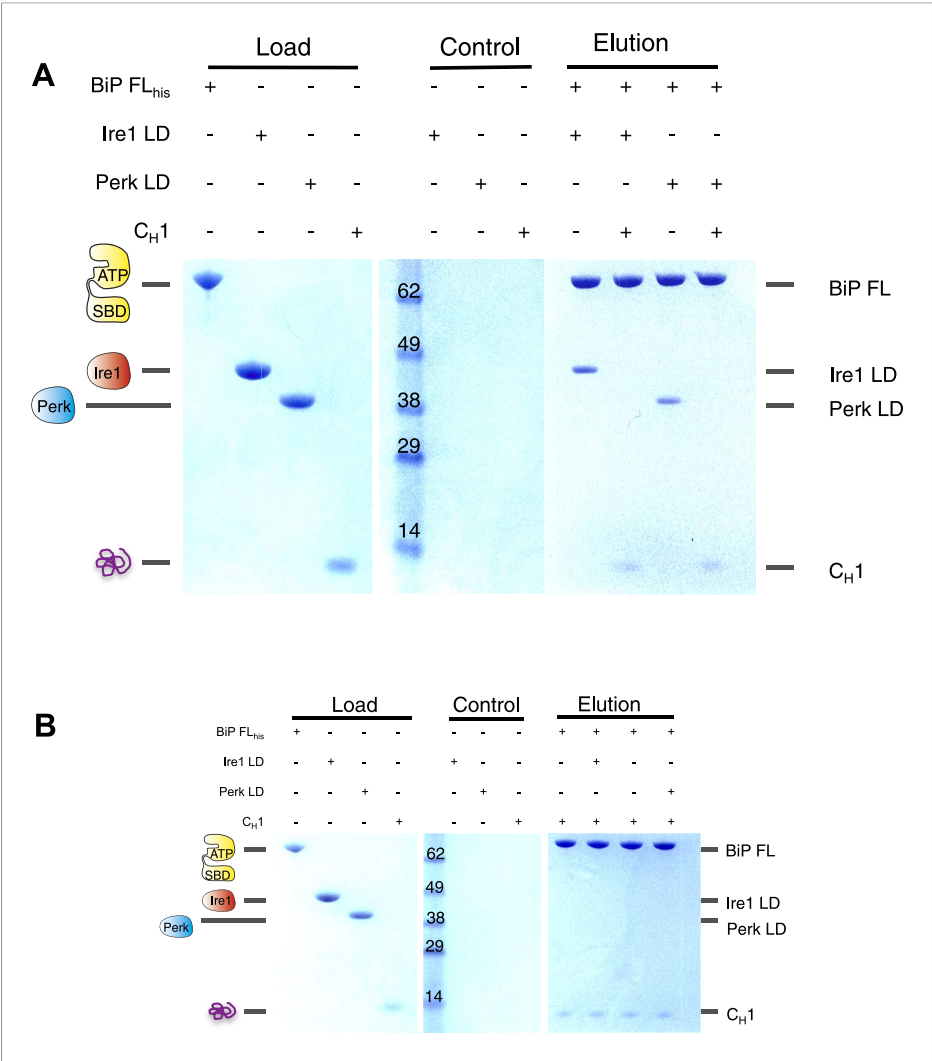 Load Control Elution
A
BiP FLhis + - - - - - - + + + +
Ire1 LD - + - - + - - + + - -
Perk LD - - + - - + - - - + +
CH1 - - - + - - + - + - +
ATP
SBD
62
BiP FL
49
Ire1
Ire1 LD
Perk
38
Perk LD
29
14
CH1
B
Load Control Elution
BiP FLhis + - - - - - - + + + +
Ire1 LD - + - - + - - - + - -
Perk LD - - + - - + - - - - +
CH1 - - - + - - + + + + +
ATP
62
BiP FL
SBD
49
Ire1
Ire1 LD
38
Perk
Perk LD
29
14
CH1